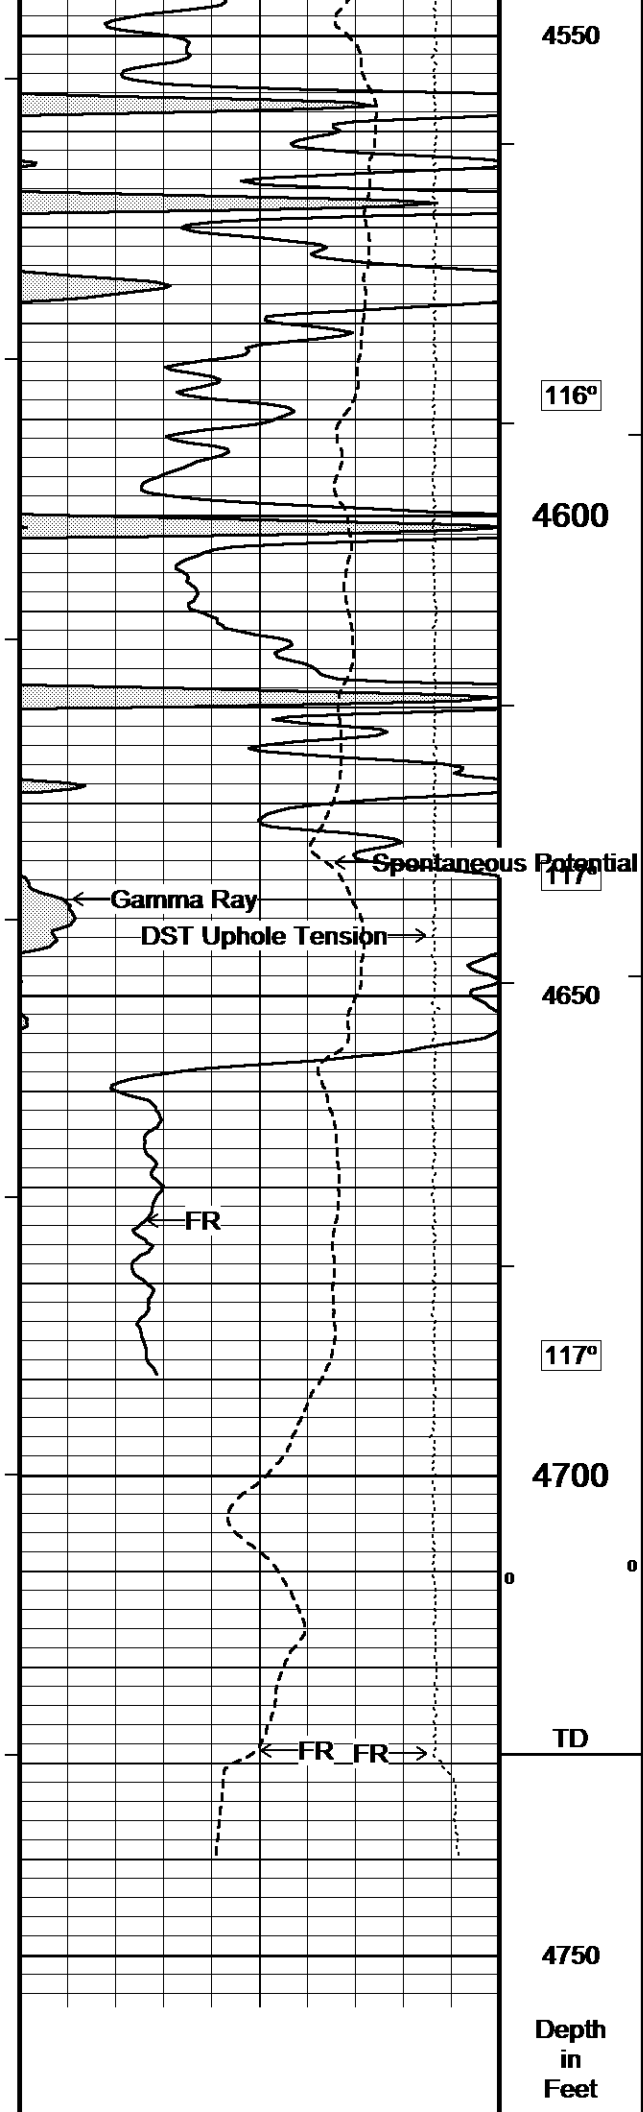 4550
116º
4600
Spontaneous Potential
117º
Gamma Ray
DST Uphole Tension
4650
FR
117º
4700
0
0
TD
FR
FR
4750
Depth
in
Feet